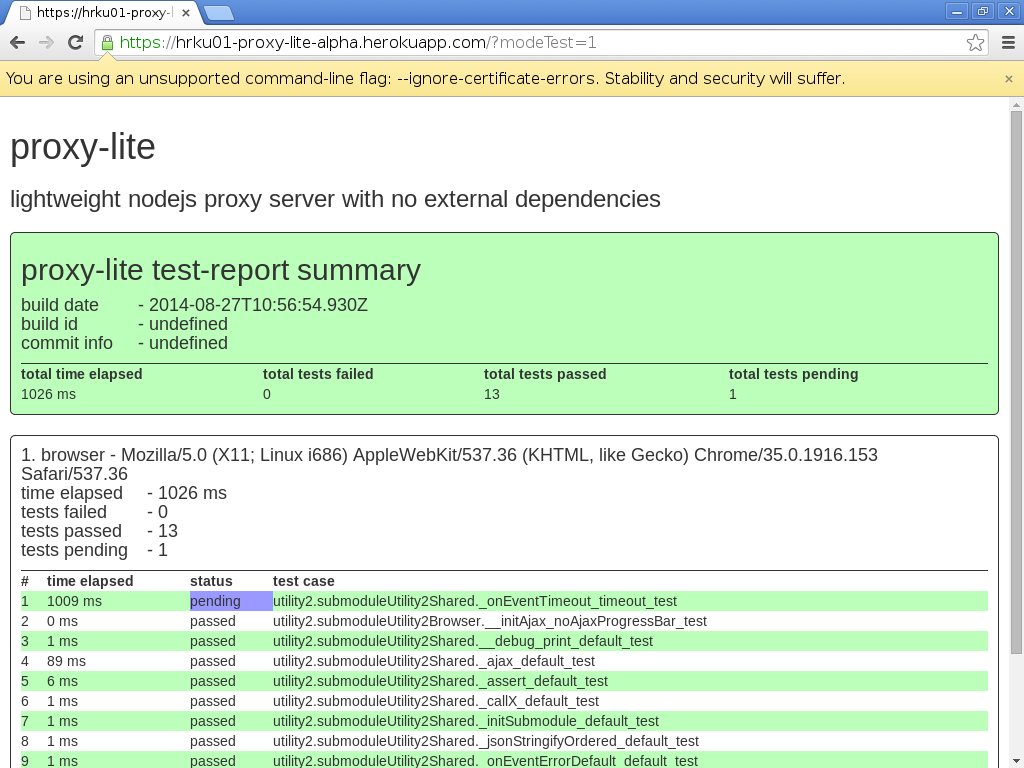 https://hrku01-proxy-l
https://hrku01-proxy-lite-alpha.herokuapp.com/?modeTest=1
You are using an unsupported command-line flag: --ignore-certificate-errors. Stability and security will suffer.
proxy-lite
lightweight nodejs proxy server with no external dependencies
proxy-lite test-report summary
build date - 2014-08-27T10:56:54.930Z
build id - undefined
commit info - undefined
total time elapsed total tests failed total tests passed total tests pending
1026 ms 0 13 1
1. browser - Mozilla/5.0 (X11; Linux i686) AppleWebKit/537.36 (KHTML, like Gecko) Chrome/35.0.1916.153
Safari/537.36
time elapsed - 1026 ms
tests failed - 0
tests passed - 13
tests pending - 1
# time elapsed status test case
1 1009 ms pending utility2.submoduleUtility2Shared._onEventTimeout_timeout_test
2 0 ms passed utility2.submoduleUtility2Browser.__initAjax_noAjaxProgressBar_test
3 1 ms passed utility2.submoduleUtility2Shared.__debug_print_default_test
4 89 ms passed utility2.submoduleUtility2Shared._ajax_default_test
5 6 ms passed utility2.submoduleUtility2Shared._assert_default_test
6 1 ms passed utility2.submoduleUtility2Shared._callX_default_test
7 1 ms passed utility2.submoduleUtility2Shared._initSubmodule_default_test
8 1 ms passed utility2.submoduleUtility2Shared._jsonStringifyOrdered_default_test
9 1 ms passed utility2.submoduleUtility2Shared._onEventErrorDefault_default_test